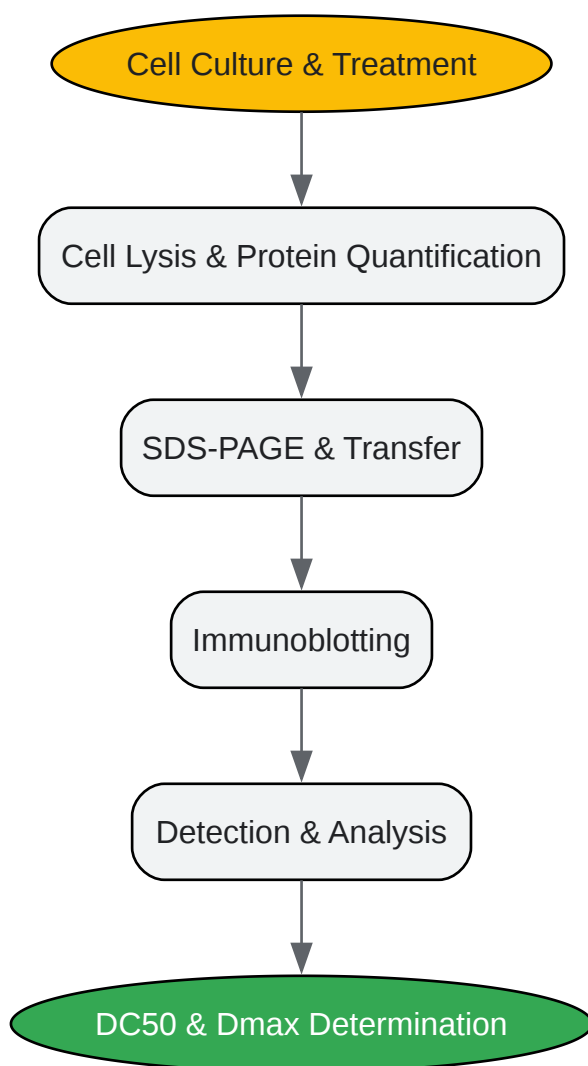 Cell Culture & Treatment
Cell Lysis & Protein Quantification
SDS-PAGE & Transfer
Immunoblotting
Detection & Analysis
DC50 & Dmax Determination